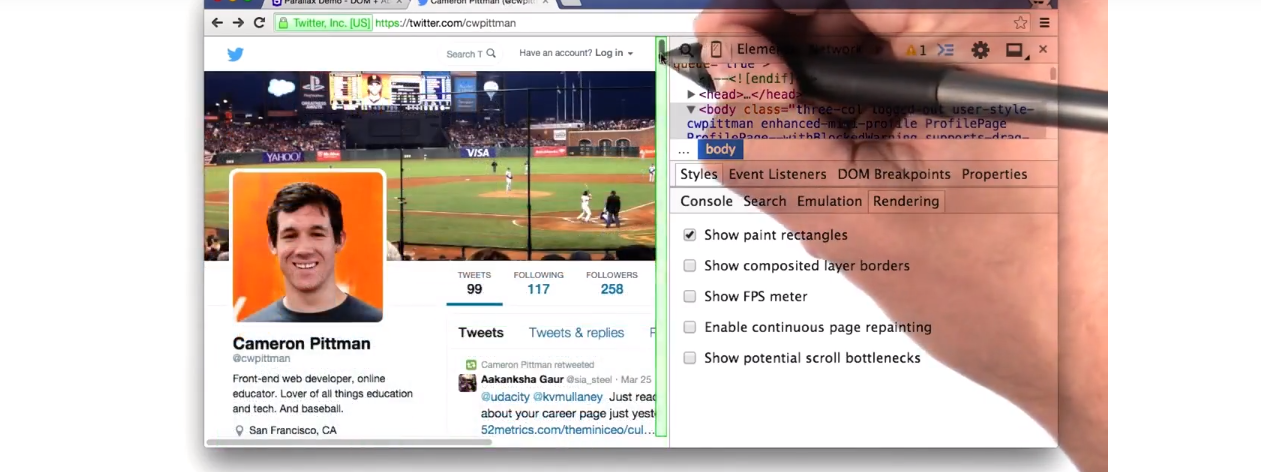 Parallax Demo - DOM +
Cameron Pittman (@cwpitt
Twitter, Inc. [US] https://twitter.com/cwpittman
Search T
Have an account? Log in
YAHOO!
VISA
TWEETS FOLLOWING FOLLOWERS
99 117 258
Cameron Pittman
@cwpittman
Front-end web developer, online
educator. Lover of all things education
and tech. And baseball.
San Francisco, CA
Tweets Tweets & replies
Cameron Pittman retweeted
Aakanksha Gaur @sia_steel · Mar 25
@udacity @kvmullaney Just read
about your career page just yest
52metrics.com/theminiceo/cul...
Elements Network 1
queue="true">
<!--<![endif]-->
<head>…</head>
<body class="three-col logged-out user-style-
cwpittman enhanced-mini-profile ProfilePage
ProfilePage--withBlockedWarning supports-drag-
... body
Styles Event Listeners DOM Breakpoints Properties
Console Search Emulation Rendering
Show paint rectangles
Show composited layer borders
Show FPS meter
Enable continuous page repainting
Show potential scroll bottlenecks